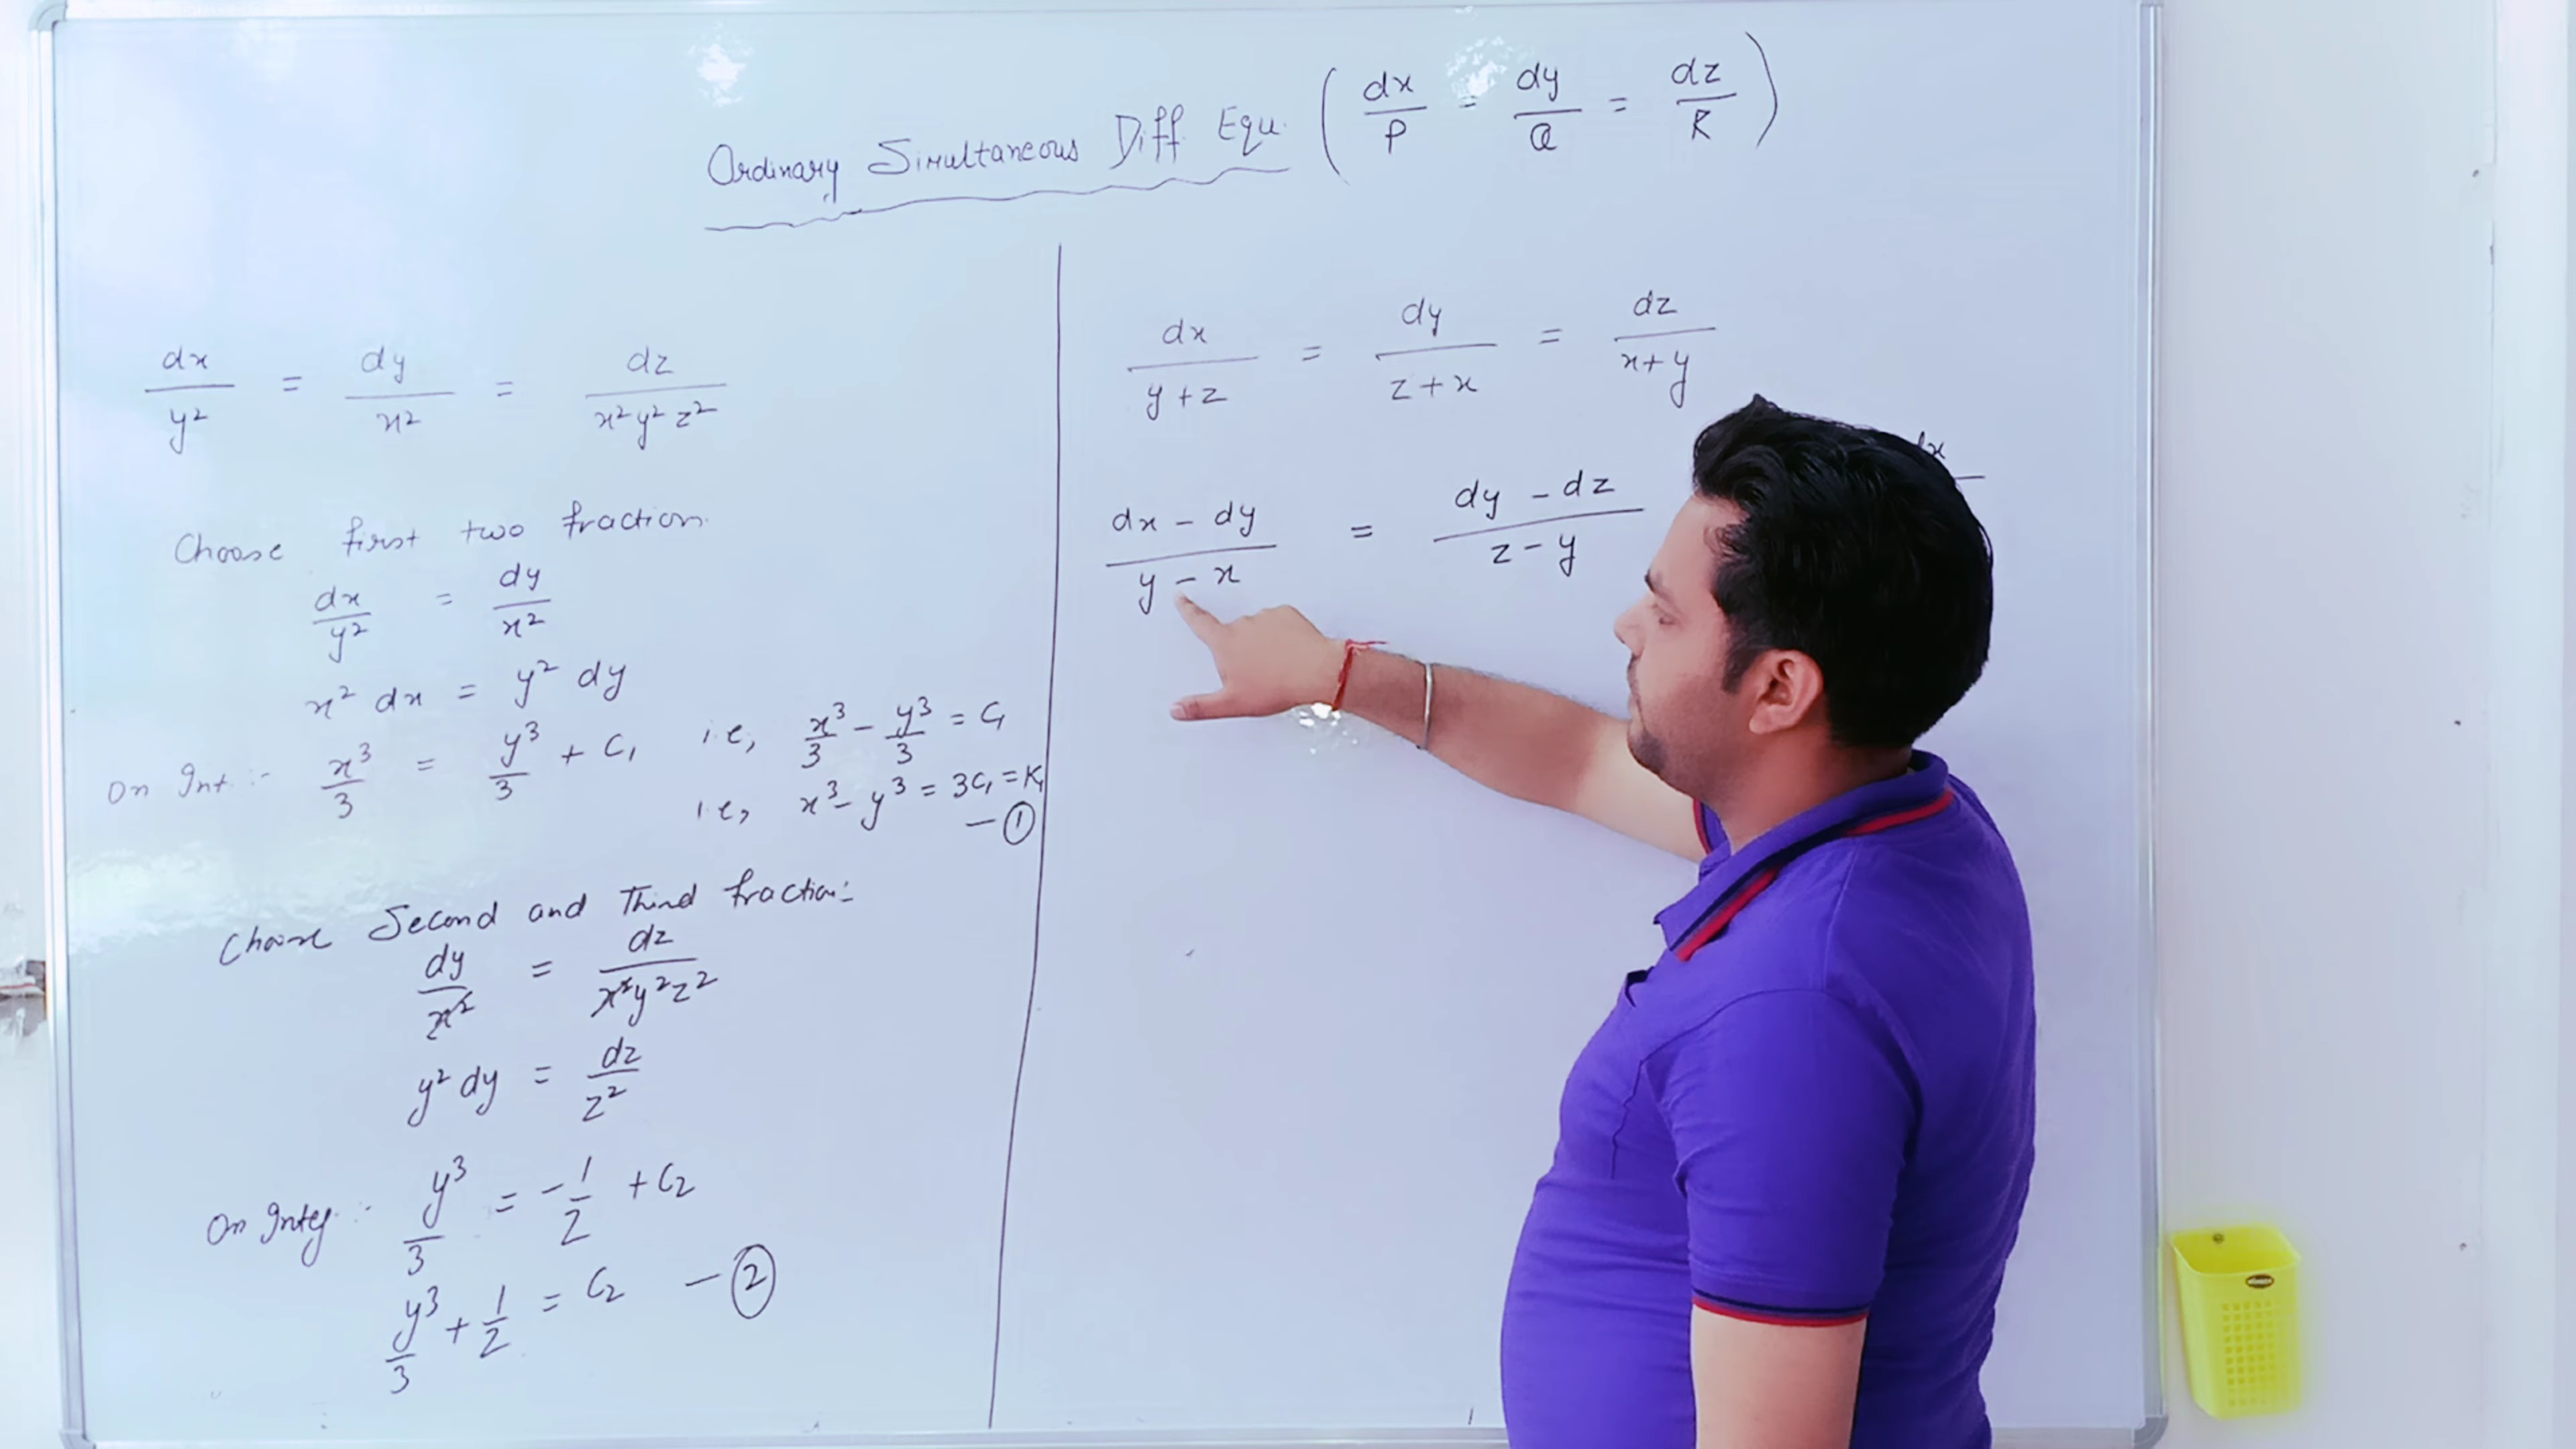 Ordinary Simultaneous Diff Equ. (dx/P = dy/Q = dz/R)
dx/y² = dy/x² = dz/x²y²z²
Choose first two fraction
dx/y² = dy/x²
x² dx = y² dy
On Int :- x³/3 = y³/3 + C₁ i.e, x³/3 - y³/3 = C₁
i.e, x³ - y³ = 3C₁ = K₁
- ①
Choose Second and Third fraction:-
dy/x² = dz/x²y²z²
y² dy = dz/z²
On Integ :- y³/3 = -1/z + C₂
y³/3 + 1/z = C₂ - ②
dx/y+z = dy/z+x = dz/x+y
dx - dy/y - x = dy - dz/z - y